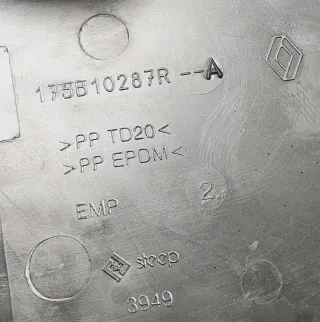 175B10287R --A
>PP TD20<
>PP EPDM<
EMP
2
steep
3949